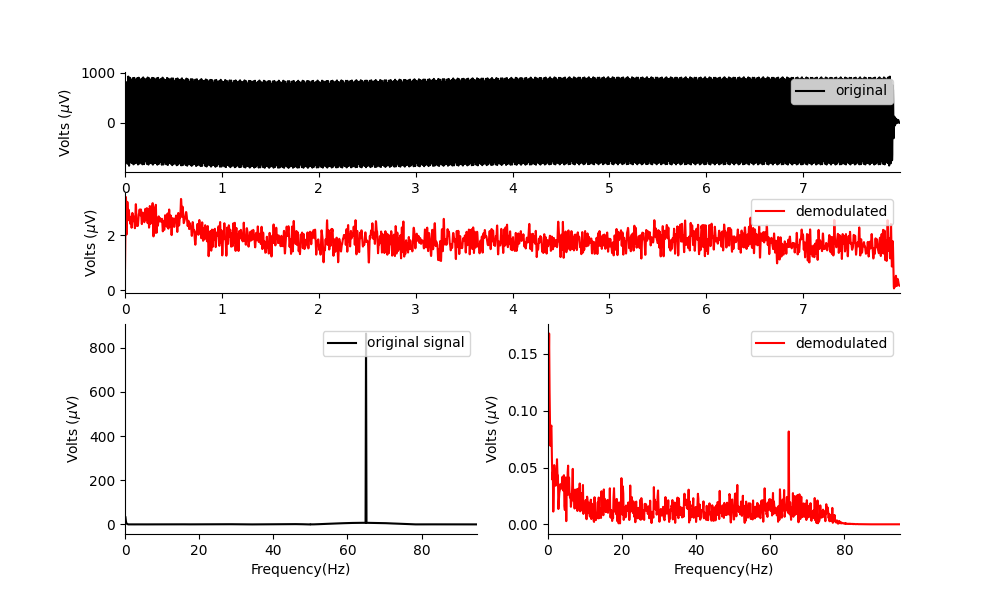 1000
0
Volts (μV)
original
0 1 2 3 4 5 6 7
2
0
Volts (μV)
demodulated
0 1 2 3 4 5 6 7
800
600
400
200
0
Volts (μV)
original signal
0 20 40 60 80
Frequency(Hz)
0.15
0.10
0.05
0.00
Volts (μV)
demodulated
0 20 40 60 80
Frequency(Hz)